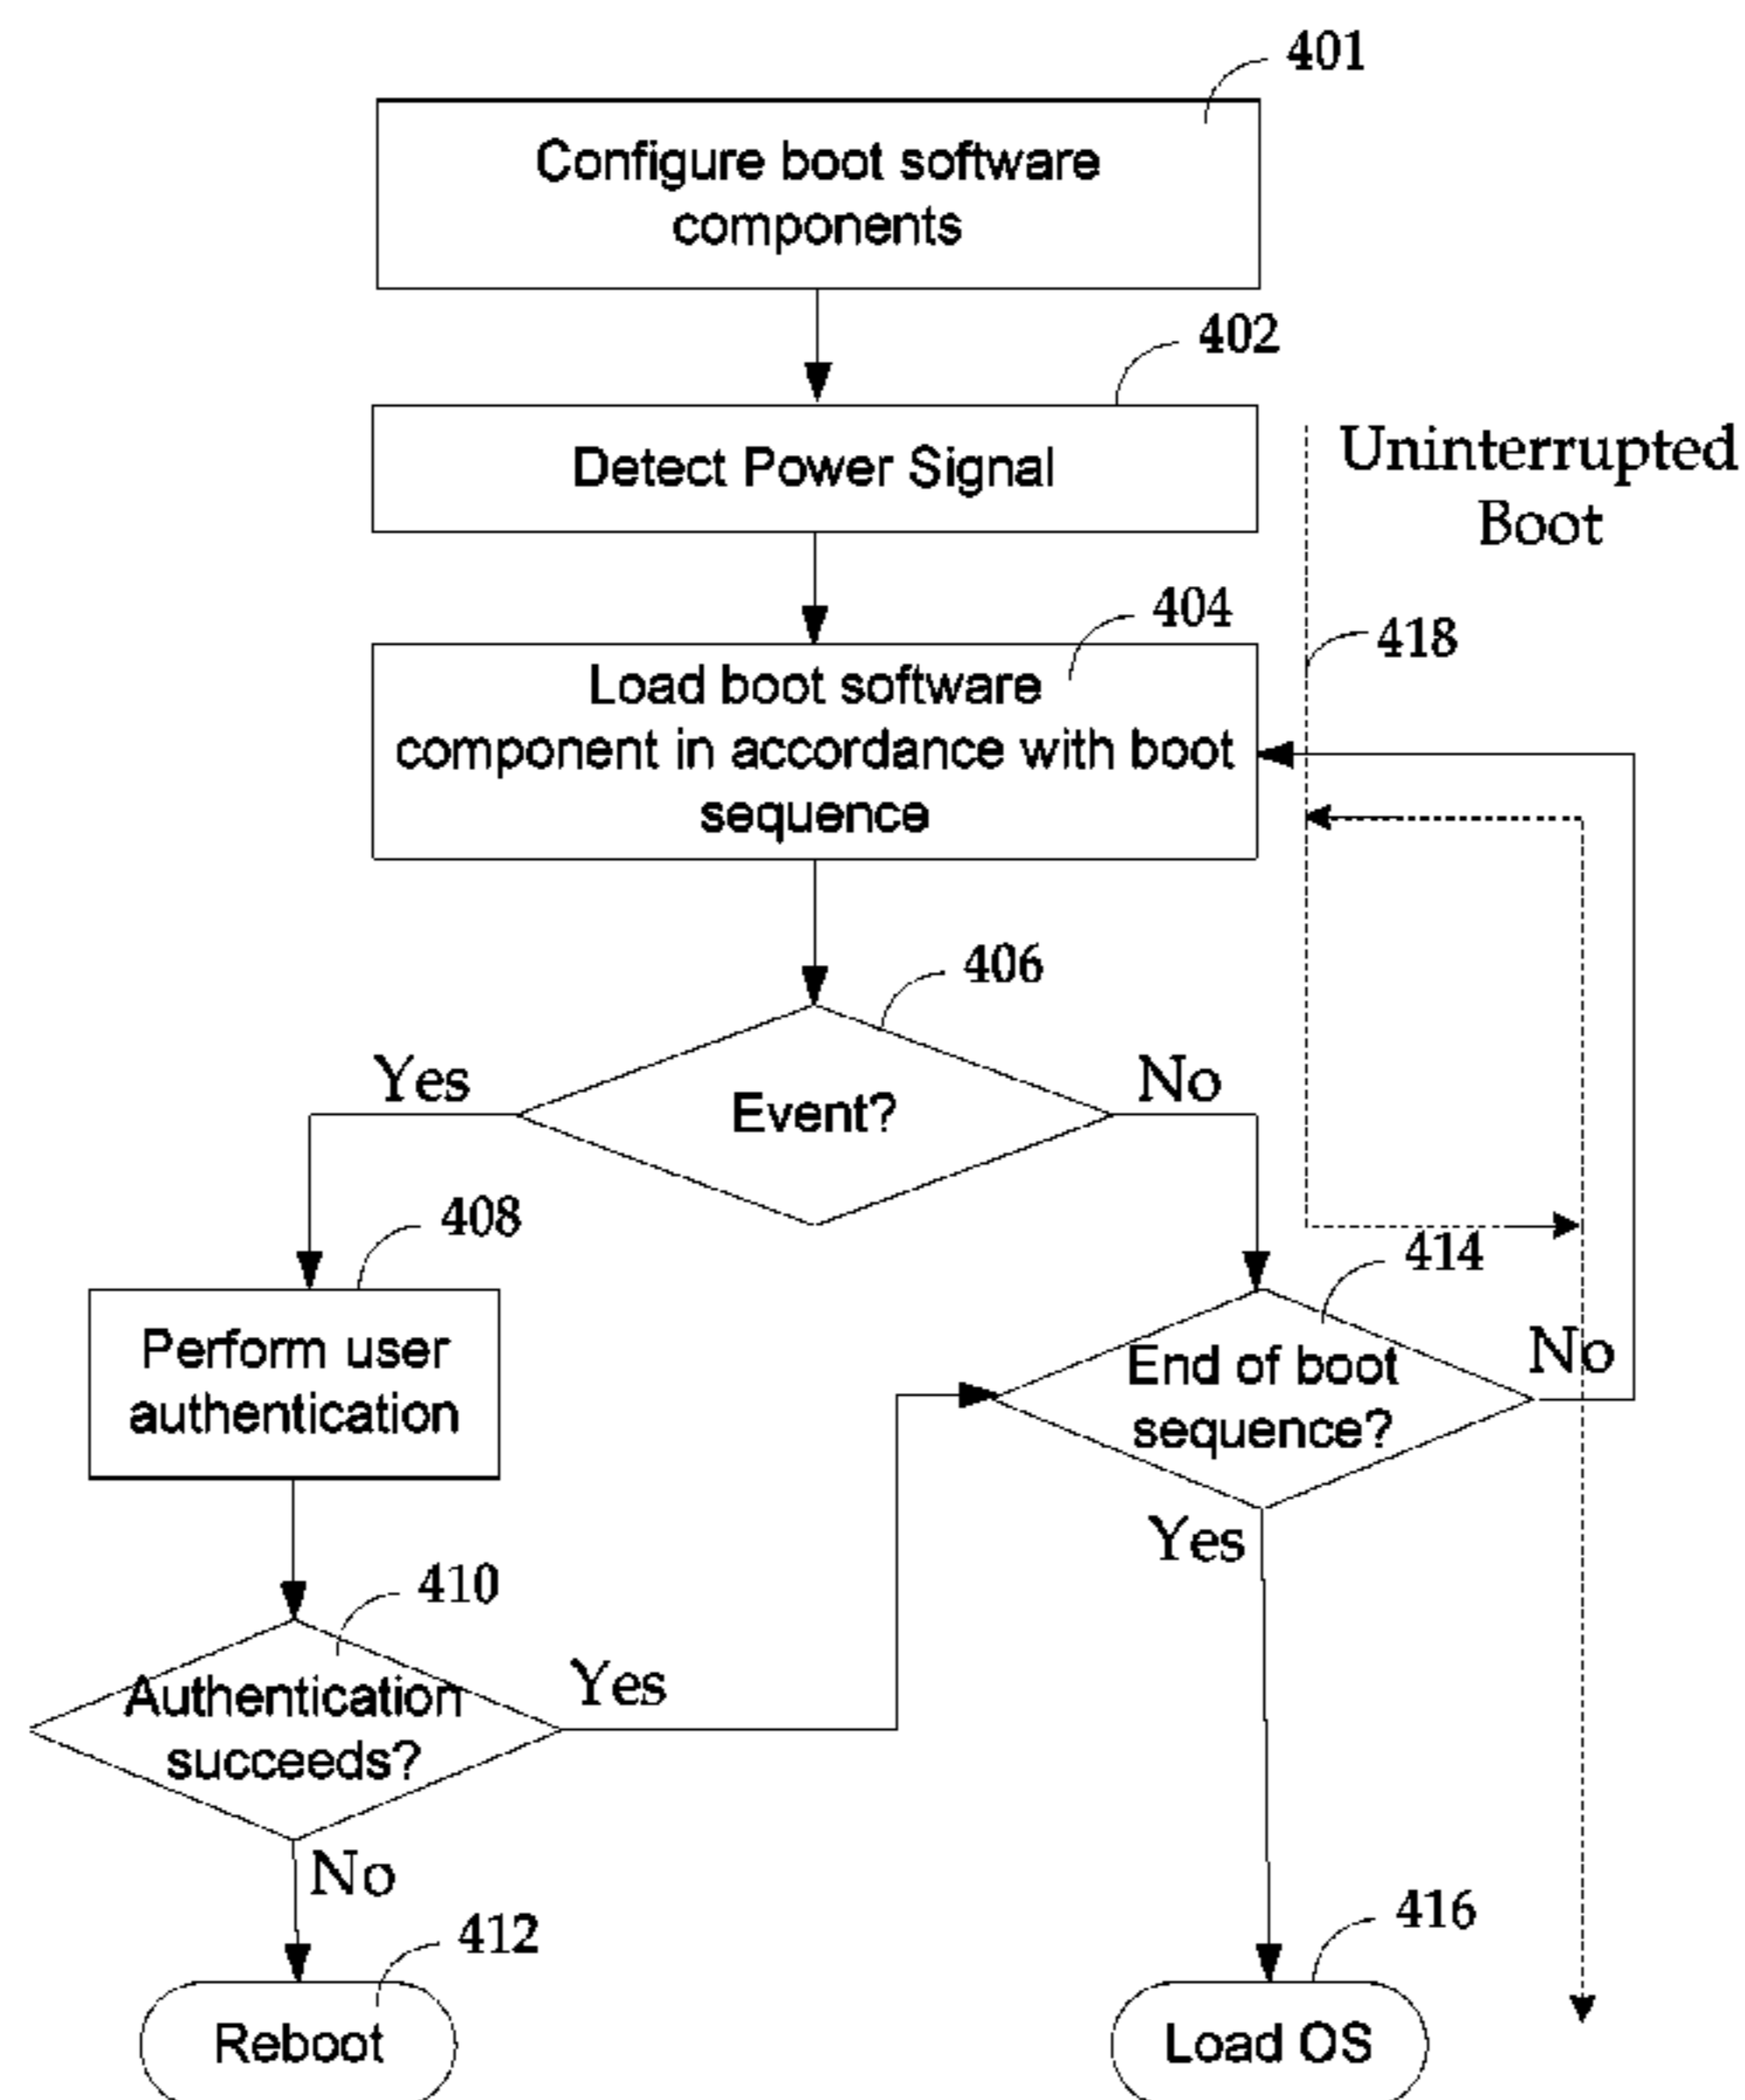 401
Configure boot software
components
402
Detect Power Signal
Uninterrupted
Boot
404
418
Load boot software
component in accordance with boot
sequence
406
Yes
No
Event?
408
414
Perform user
authentication
End of boot
sequence?
No
Yes
410
Authentication
succeeds?
Yes
No
412
416
Reboot
Load OS